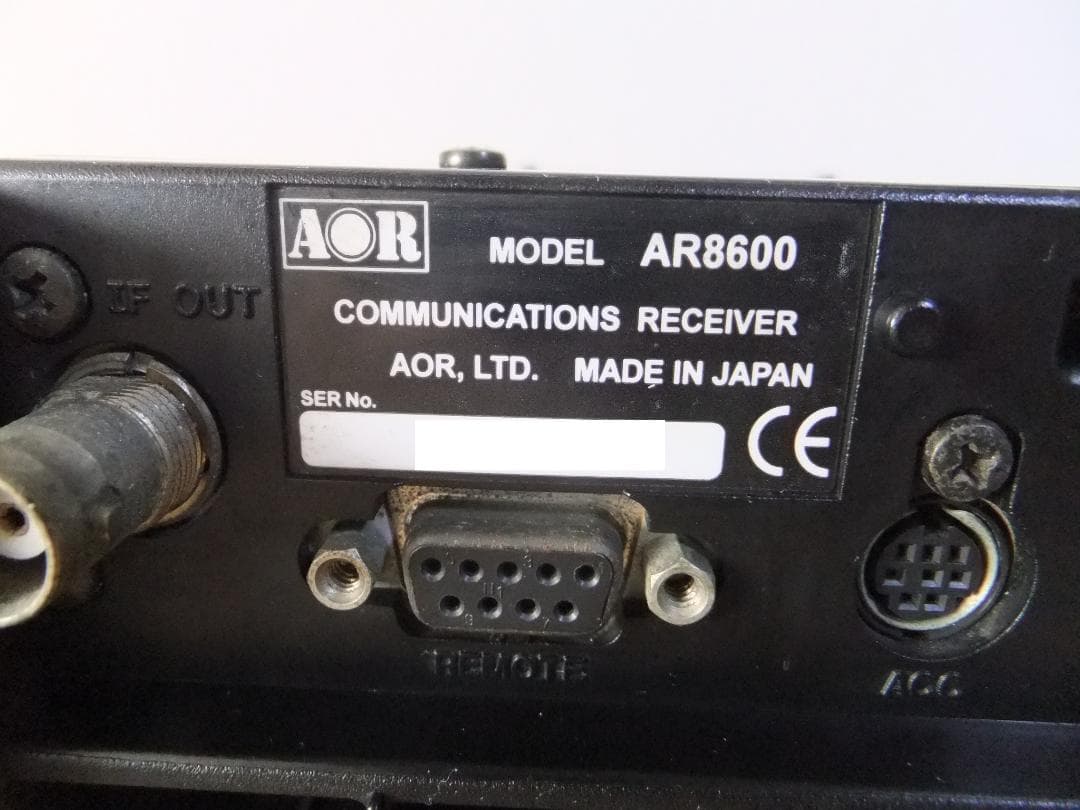 AOR MODEL AR8600
IF OUT
COMMUNICATIONS RECEIVER
AOR, LTD. MADE IN JAPAN
SER No.
CE
REMOTE
ACC